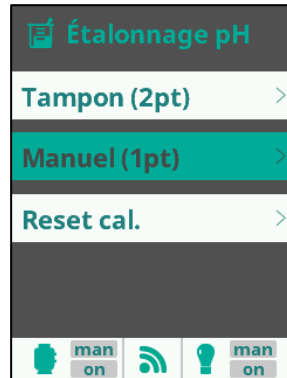 Étalonnage pH
Tampon (2pt)
Manuel (1pt)
Reset cal.
man man
on on